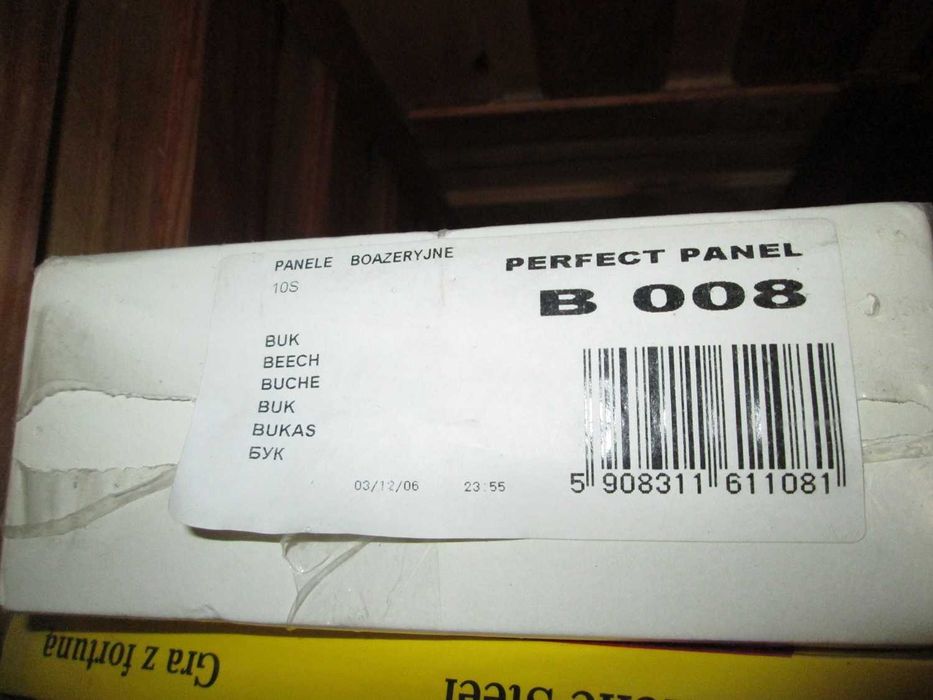 PANELE BOAZERYJNE
10S
PERFECT PANEL
B 008
BUK
BEECH
BUCHE
BUK
BUKAS
БУК
03/12/06 23:55
5 908311 611081
Gra z fortuną
Steel